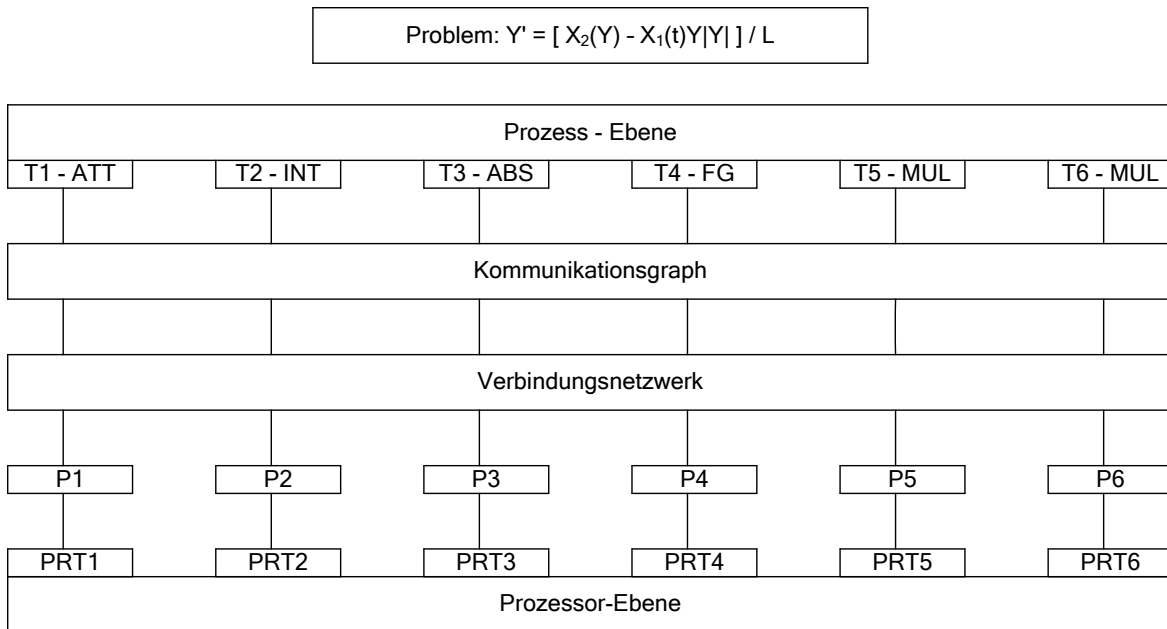 Problem: Y' = [ X₂(Y) – X₁(t)Y|Y| ] / L
Prozess - Ebene
T1 - ATT T2 - INT T3 - ABS T4 - FG T5 - MUL T6 - MUL
Kommunikationsgraph
Verbindungsnetzwerk
P1 P2 P3 P4 P5 P6
PRT1 PRT2 PRT3 PRT4 PRT5 PRT6
Prozessor-Ebene